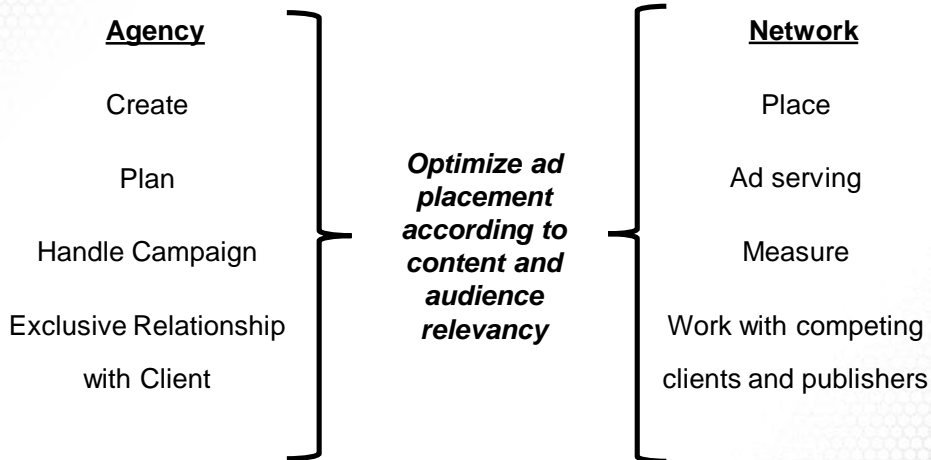 Agency
Create
Plan
Handle Campaign
Exclusive Relationship
with Client
Optimize ad
placement
according to
content and
audience
relevancy
Network
Place
Ad serving
Measure
Work with competing
clients and publishers